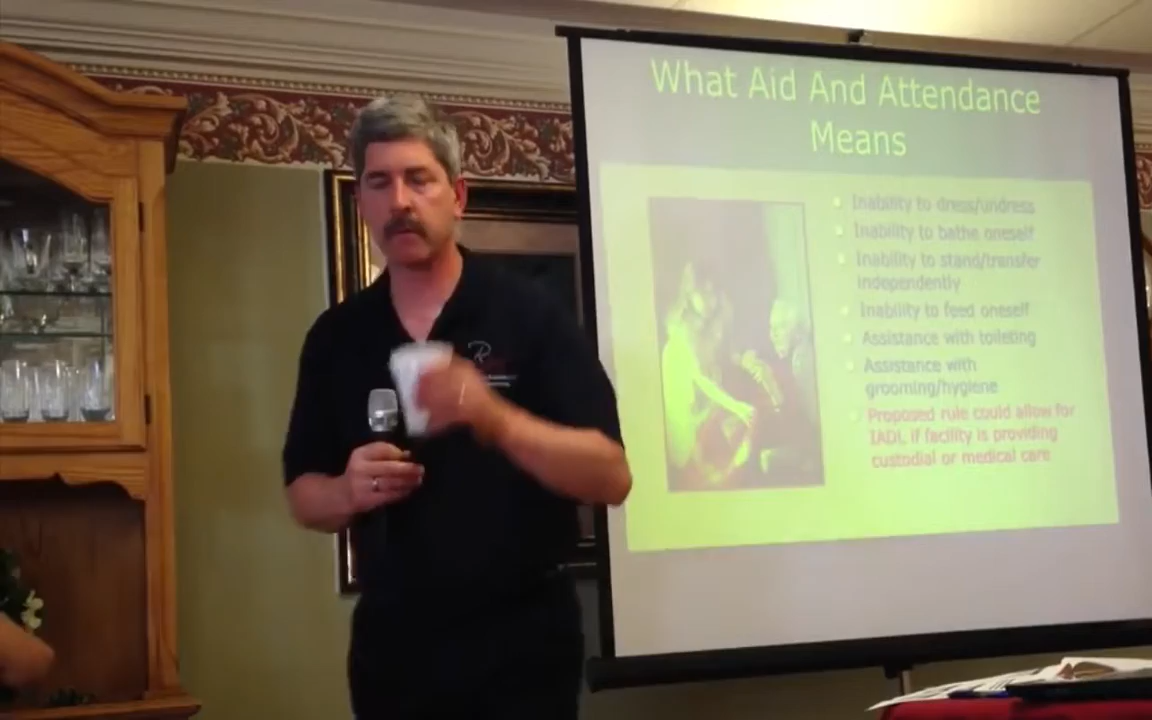 What Aid And Attendance
Means
Inability to dress/undress
Inability to bathe oneself
Inability to stand/transfer
independently
Inability to feed oneself
Assistance with toileting
Assistance with
grooming/hygiene
Proposed rule could allow for
IADL if facility is providing
custodial or medical care
R